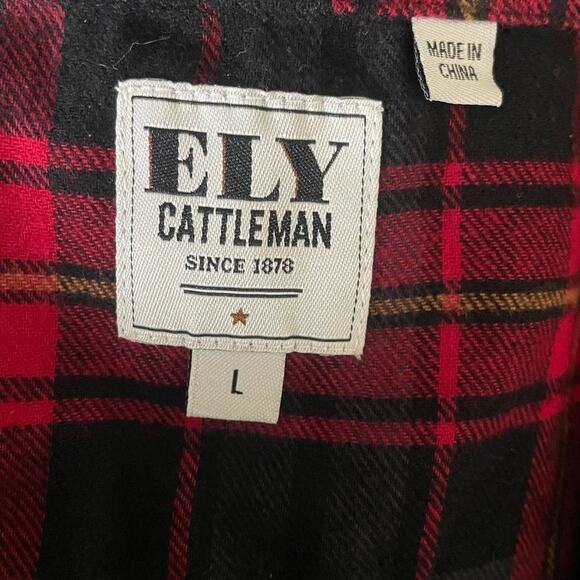 MADE IN
CHINA
ELY
CATTLEMAN
SINCE 1878
L